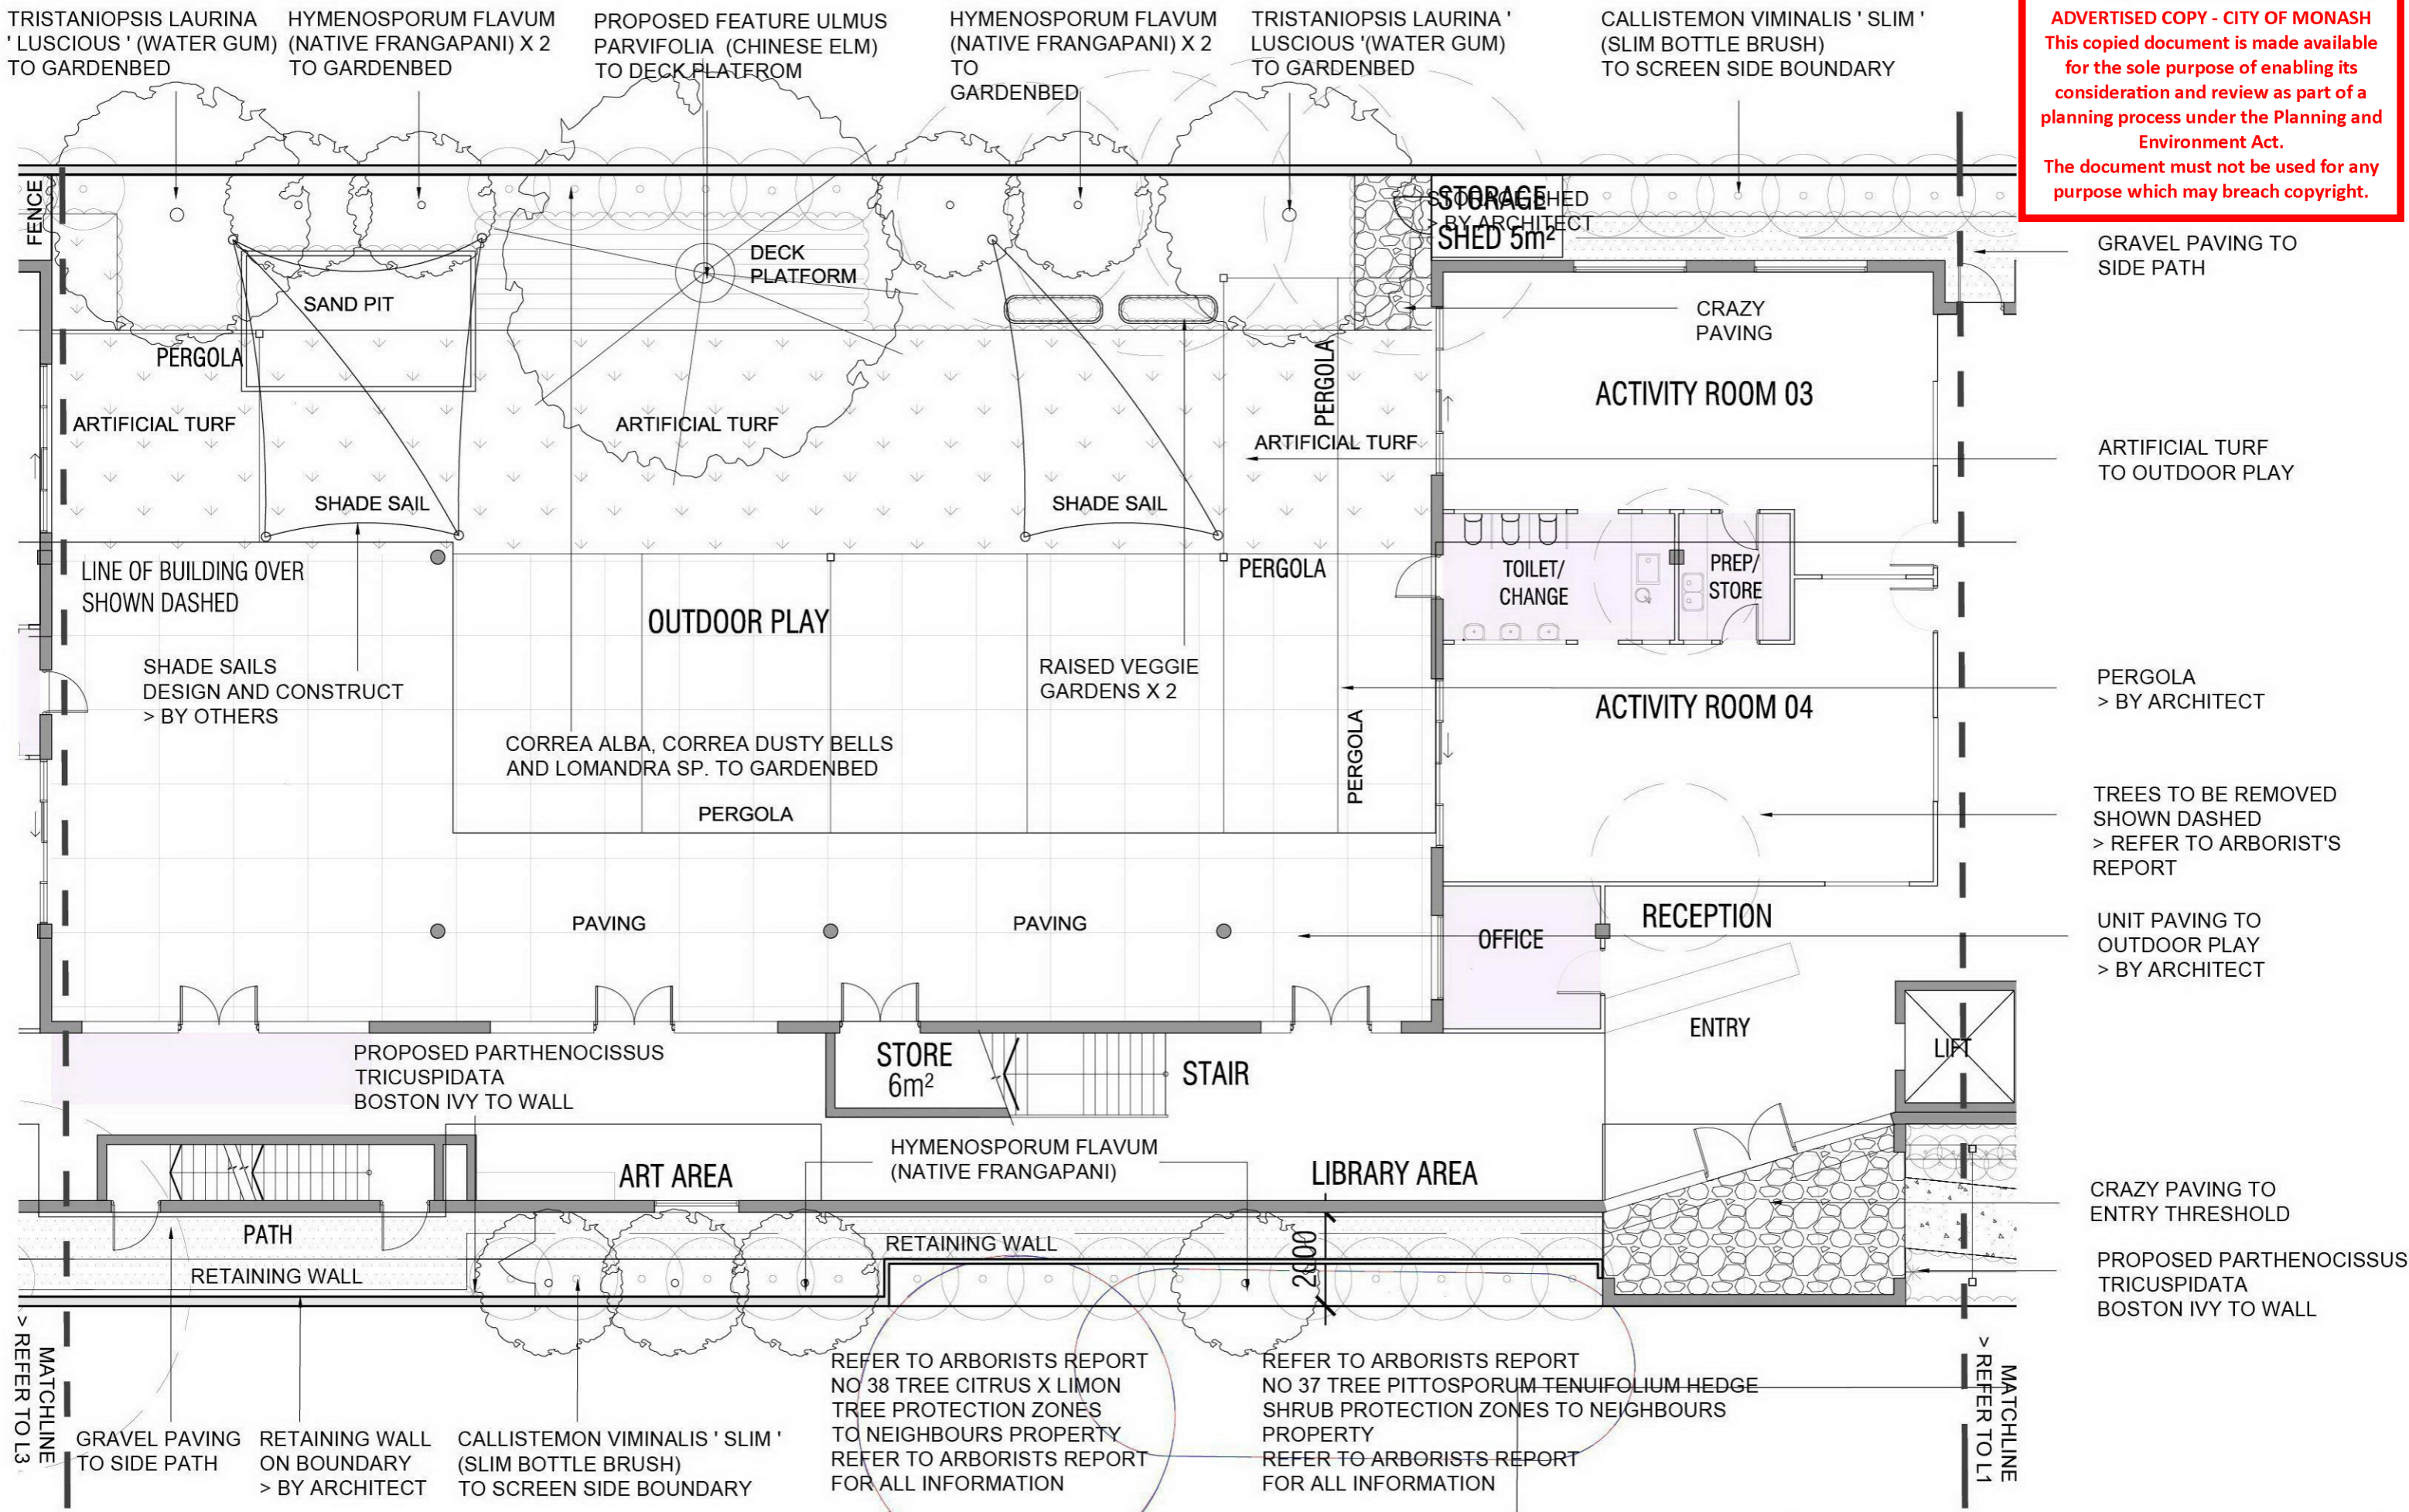 TRISTANIOPSIS LAURINA
' LUSCIOUS ' (WATER GUM)
TO GARDENBED
HYMENOSPORUM FLAVUM
(NATIVE FRANGAPANI) X 2
TO GARDENBED
PROPOSED FEATURE ULMUS
PARVIFOLIA (CHINESE ELM)
TO DECK PLATFROM
HYMENOSPORUM FLAVUM
(NATIVE FRANGAPANI) X 2
TO
GARDENBED
TRISTANIOPSIS LAURINA '
LUSCIOUS '(WATER GUM)
TO GARDENBED
CALLISTEMON VIMINALIS ' SLIM '
(SLIM BOTTLE BRUSH)
TO SCREEN SIDE BOUNDARY
ADVERTISED COPY - CITY OF MONASH
This copied document is made available
for the sole purpose of enabling its
consideration and review as part of a
planning process under the Planning and
Environment Act.
The document must not be used for any
purpose which may breach copyright.
FENCE
STORAGE
SHED 5m²
STORAGE SHED
> BY ARCHITECT
GRAVEL PAVING TO
SIDE PATH
DECK
PLATFORM
SAND PIT
CRAZY
PAVING
PERGOLA
PERGOLA
ACTIVITY ROOM 03
ARTIFICIAL TURF
ARTIFICIAL TURF
ARTIFICIAL TURF
ARTIFICIAL TURF
TO OUTDOOR PLAY
SHADE SAIL
SHADE SAIL
LINE OF BUILDING OVER
SHOWN DASHED
PERGOLA
TOILET/
CHANGE
PREP/
STORE
OUTDOOR PLAY
SHADE SAILS
DESIGN AND CONSTRUCT
> BY OTHERS
RAISED VEGGIE
GARDENS X 2
PERGOLA
> BY ARCHITECT
ACTIVITY ROOM 04
CORREA ALBA, CORREA DUSTY BELLS
AND LOMANDRA SP. TO GARDENBED
PERGOLA
PERGOLA
TREES TO BE REMOVED
SHOWN DASHED
> REFER TO ARBORIST'S
REPORT
PAVING
PAVING
OFFICE
RECEPTION
UNIT PAVING TO
OUTDOOR PLAY
> BY ARCHITECT
ENTRY
LIFT
PROPOSED PARTHENOCISSUS
TRICUSPIDATA
BOSTON IVY TO WALL
STORE
6m²
STAIR
HYMENOSPORUM FLAVUM
(NATIVE FRANGAPANI)
ART AREA
LIBRARY AREA
CRAZY PAVING TO
ENTRY THRESHOLD
PATH
RETAINING WALL
RETAINING WALL
2000
PROPOSED PARTHENOCISSUS
TRICUSPIDATA
BOSTON IVY TO WALL
MATCHLINE
> REFER TO L3
GRAVEL PAVING
TO SIDE PATH
RETAINING WALL
ON BOUNDARY
> BY ARCHITECT
CALLISTEMON VIMINALIS ' SLIM '
(SLIM BOTTLE BRUSH)
TO SCREEN SIDE BOUNDARY
REFER TO ARBORISTS REPORT
NO 38 TREE CITRUS X LIMON
TREE PROTECTION ZONES
TO NEIGHBOURS PROPERTY
REFER TO ARBORISTS REPORT
FOR ALL INFORMATION
REFER TO ARBORISTS REPORT
NO 37 TREE PITTOSPORUM TENUIFOLIUM HEDGE
SHRUB PROTECTION ZONES TO NEIGHBOURS
PROPERTY
REFER TO ARBORISTS REPORT
FOR ALL INFORMATION
MATCHLINE
> REFER TO L1